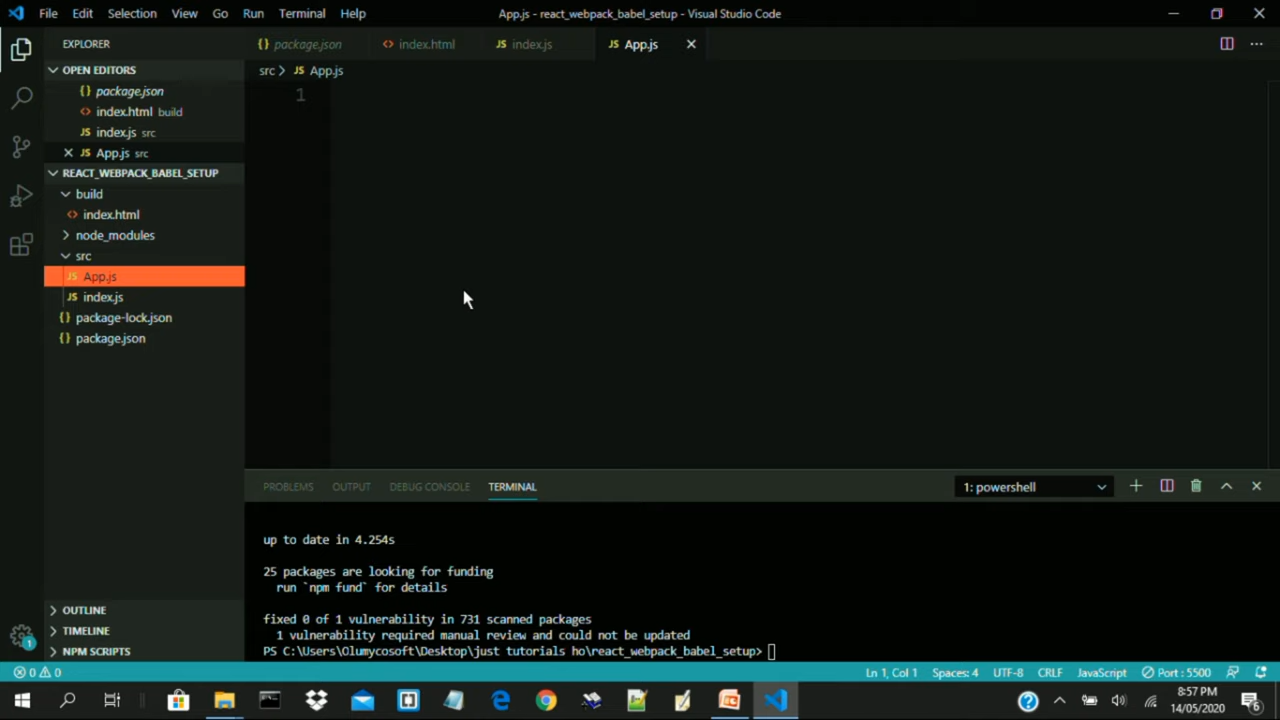 File Edit Selection View Go Run Terminal Help
App.js - react_webpack_babel_setup - Visual Studio Code
EXPLORER
{} package.json
<> index.html
JS index.js
JS App.js
OPEN EDITORS
{} package.json
<> index.html build
JS index.js src
JS App.js src
REACT_WEBPACK_BABEL_SETUP
build
<> index.html
node_modules
src
JS App.js
JS index.js
{} package-lock.json
{} package.json
OUTLINE
TIMELINE
NPM SCRIPTS
src > JS App.js
1
PROBLEMS OUTPUT DEBUG CONSOLE TERMINAL
1: powershell
up to date in 4.254s
25 packages are looking for funding
run `npm fund` for details
fixed 0 of 1 vulnerability in 731 scanned packages
1 vulnerability required manual review and could not be updated
PS C:\Users\Olumycosoft\Desktop\just tutorials ho\react_webpack_babel_setup>
1
0 0
Ln 1, Col 1 Spaces: 4 UTF-8 CRLF JavaScript Port : 5500
8:57 PM
14/05/2020
6